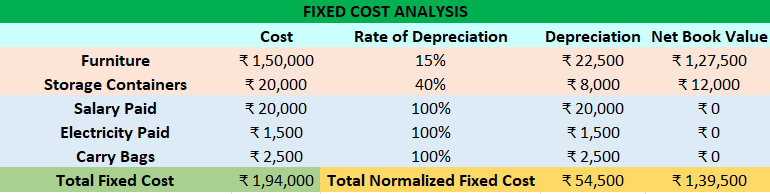 FIXED COST ANALYSIS
Cost Rate of Depreciation Depreciation Net Book Value
Furniture ₹ 1,50,000 15% ₹ 22,500 ₹ 1,27,500
Storage Containers ₹ 20,000 40% ₹ 8,000 ₹ 12,000
Salary Paid ₹ 20,000 100% ₹ 20,000 ₹ 0
Electricity Paid ₹ 1,500 100% ₹ 1,500 ₹ 0
Carry Bags ₹ 2,500 100% ₹ 2,500 ₹ 0
Total Fixed Cost ₹ 1,94,000 Total Normalized Fixed Cost ₹ 54,500 ₹ 1,39,500